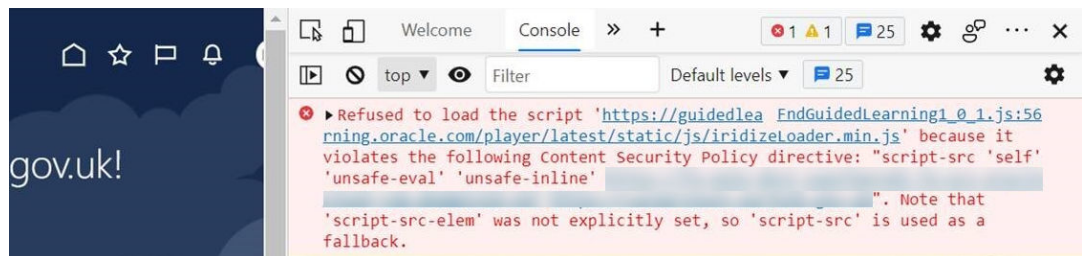 Welcome Console » +
1 1 25
top ▼ Filter Default levels ▼ 25
gov.uk!
▶Refused to load the script 'https://guidedlea FndGuidedLearning1_0_1.js:56
rning.oracle.com/player/latest/static/js/iridizeLoader.min.js' because it
violates the following Content Security Policy directive: "script-src 'self'
'unsafe-eval' 'unsafe-inline'
". Note that
'script-src-elem' was not explicitly set, so 'script-src' is used as a
fallback.